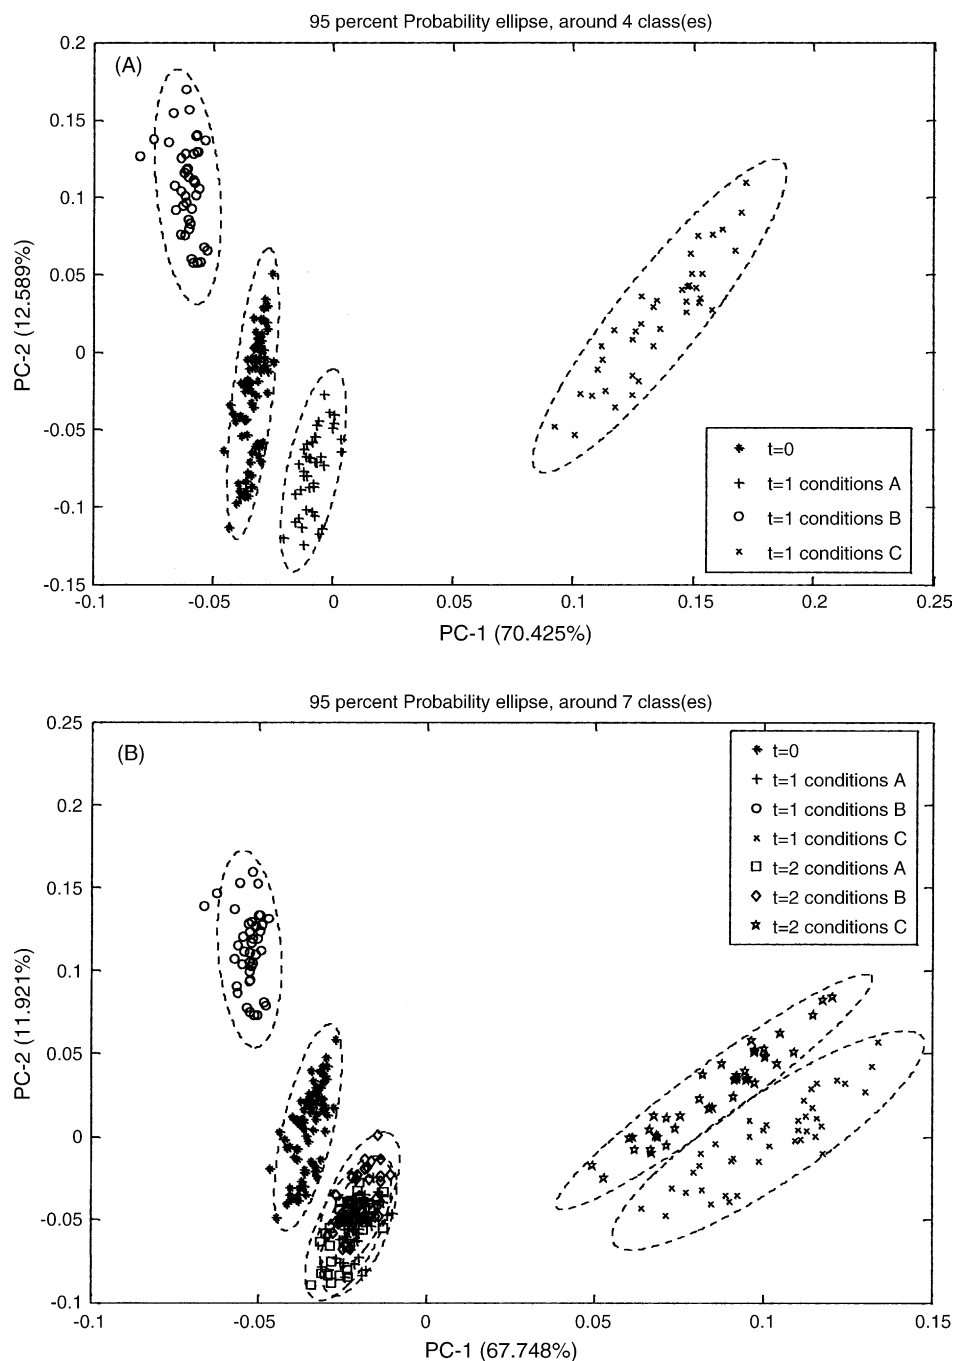 95 percent Probability ellipse, around 4 class(es)
(A)
0.2
0.15
0.1
0.05
0
-0.05
-0.1
-0.15
PC-2 (12.589%)
t=0
t=1 conditions A
t=1 conditions B
t=1 conditions C
-0.1 -0.05 0 0.05 0.1 0.15 0.2 0.25
PC-1 (70.425%)
95 percent Probability ellipse, around 7 class(es)
(B)
0.25
0.2
0.15
0.1
0.05
0
-0.05
-0.1
PC-2 (11.921%)
t=0
t=1 conditions A
t=1 conditions B
t=1 conditions C
t=2 conditions A
t=2 conditions B
t=2 conditions C
-0.1 -0.05 0 0.05 0.1 0.15
PC-1 (67.748%)